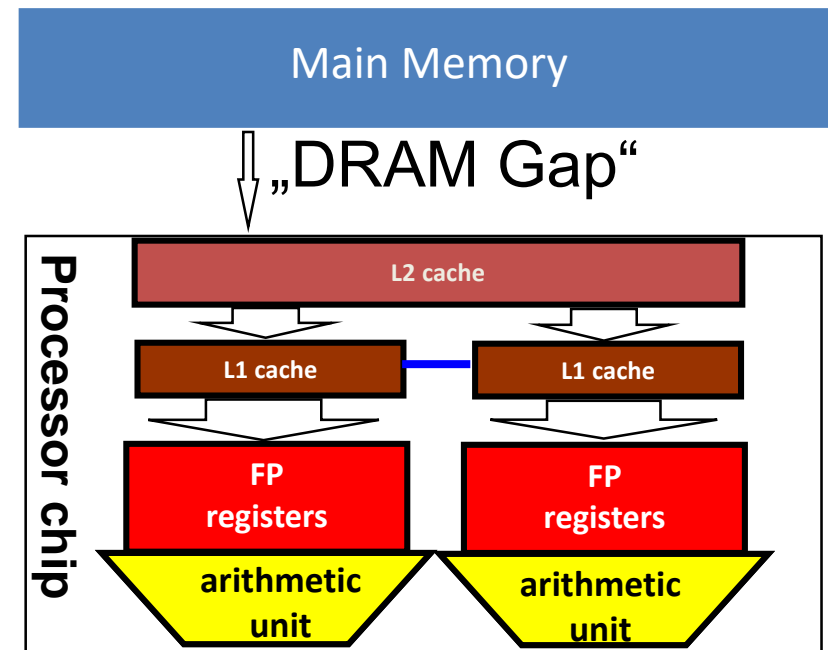 Main Memory
„DRAM Gap“
Processor chip
L2 cache
L1 cache
L1 cache
FP
registers
FP
registers
arithmetic
unit
arithmetic
unit